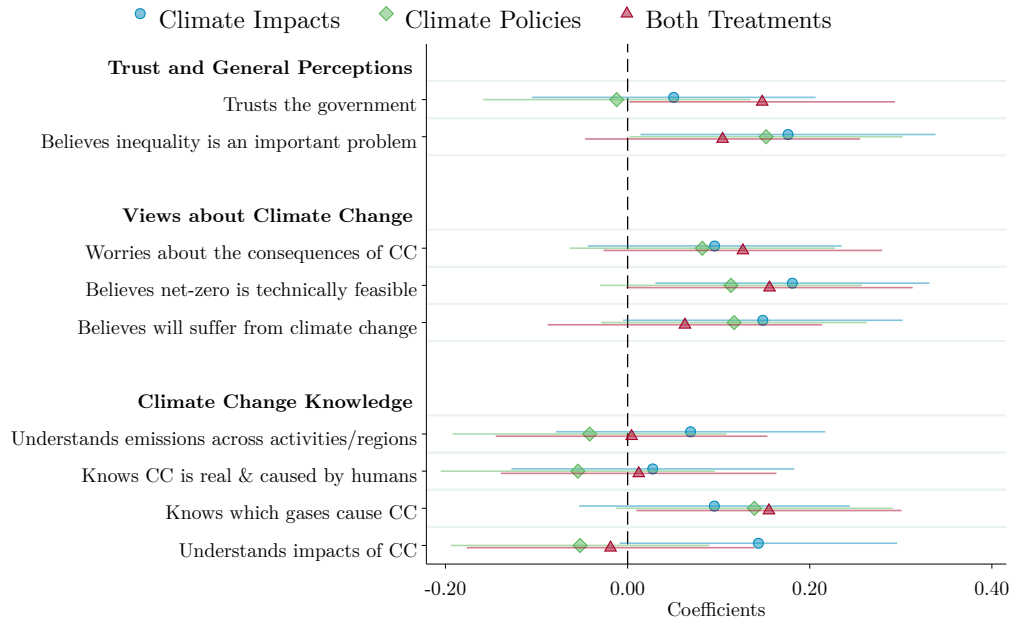 Climate Impacts Climate Policies Both Treatments
Trust and General Perceptions
Trusts the government
Believes inequality is an important problem
Views about Climate Change
Worries about the consequences of CC
Believes net-zero is technically feasible
Believes will suffer from climate change
Climate Change Knowledge
Understands emissions across activities/regions
Knows CC is real & caused by humans
Knows which gases cause CC
Understands impacts of CC
-0.20 0.00 0.20 0.40
Coefficients